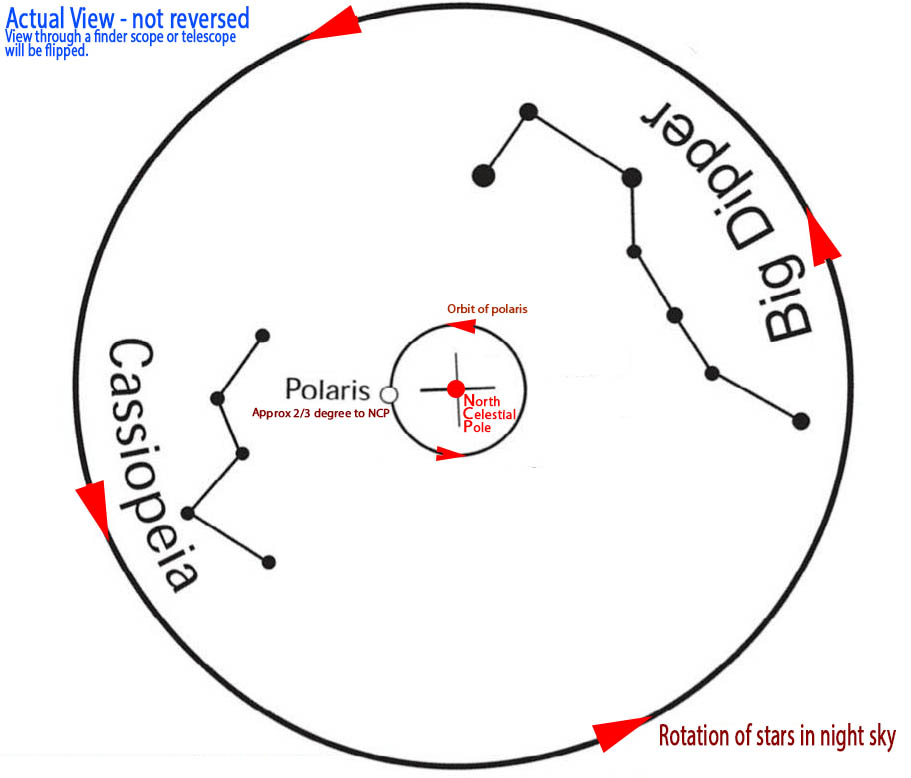 Actual View - not reversed
View through a finder scope or telescope
will be flipped.
Big Dipper
Orbit of polaris
Cassiopeia
Polaris
Approx 2/3 degree to NCP
North
Celestial
Pole
Rotation of stars in night sky